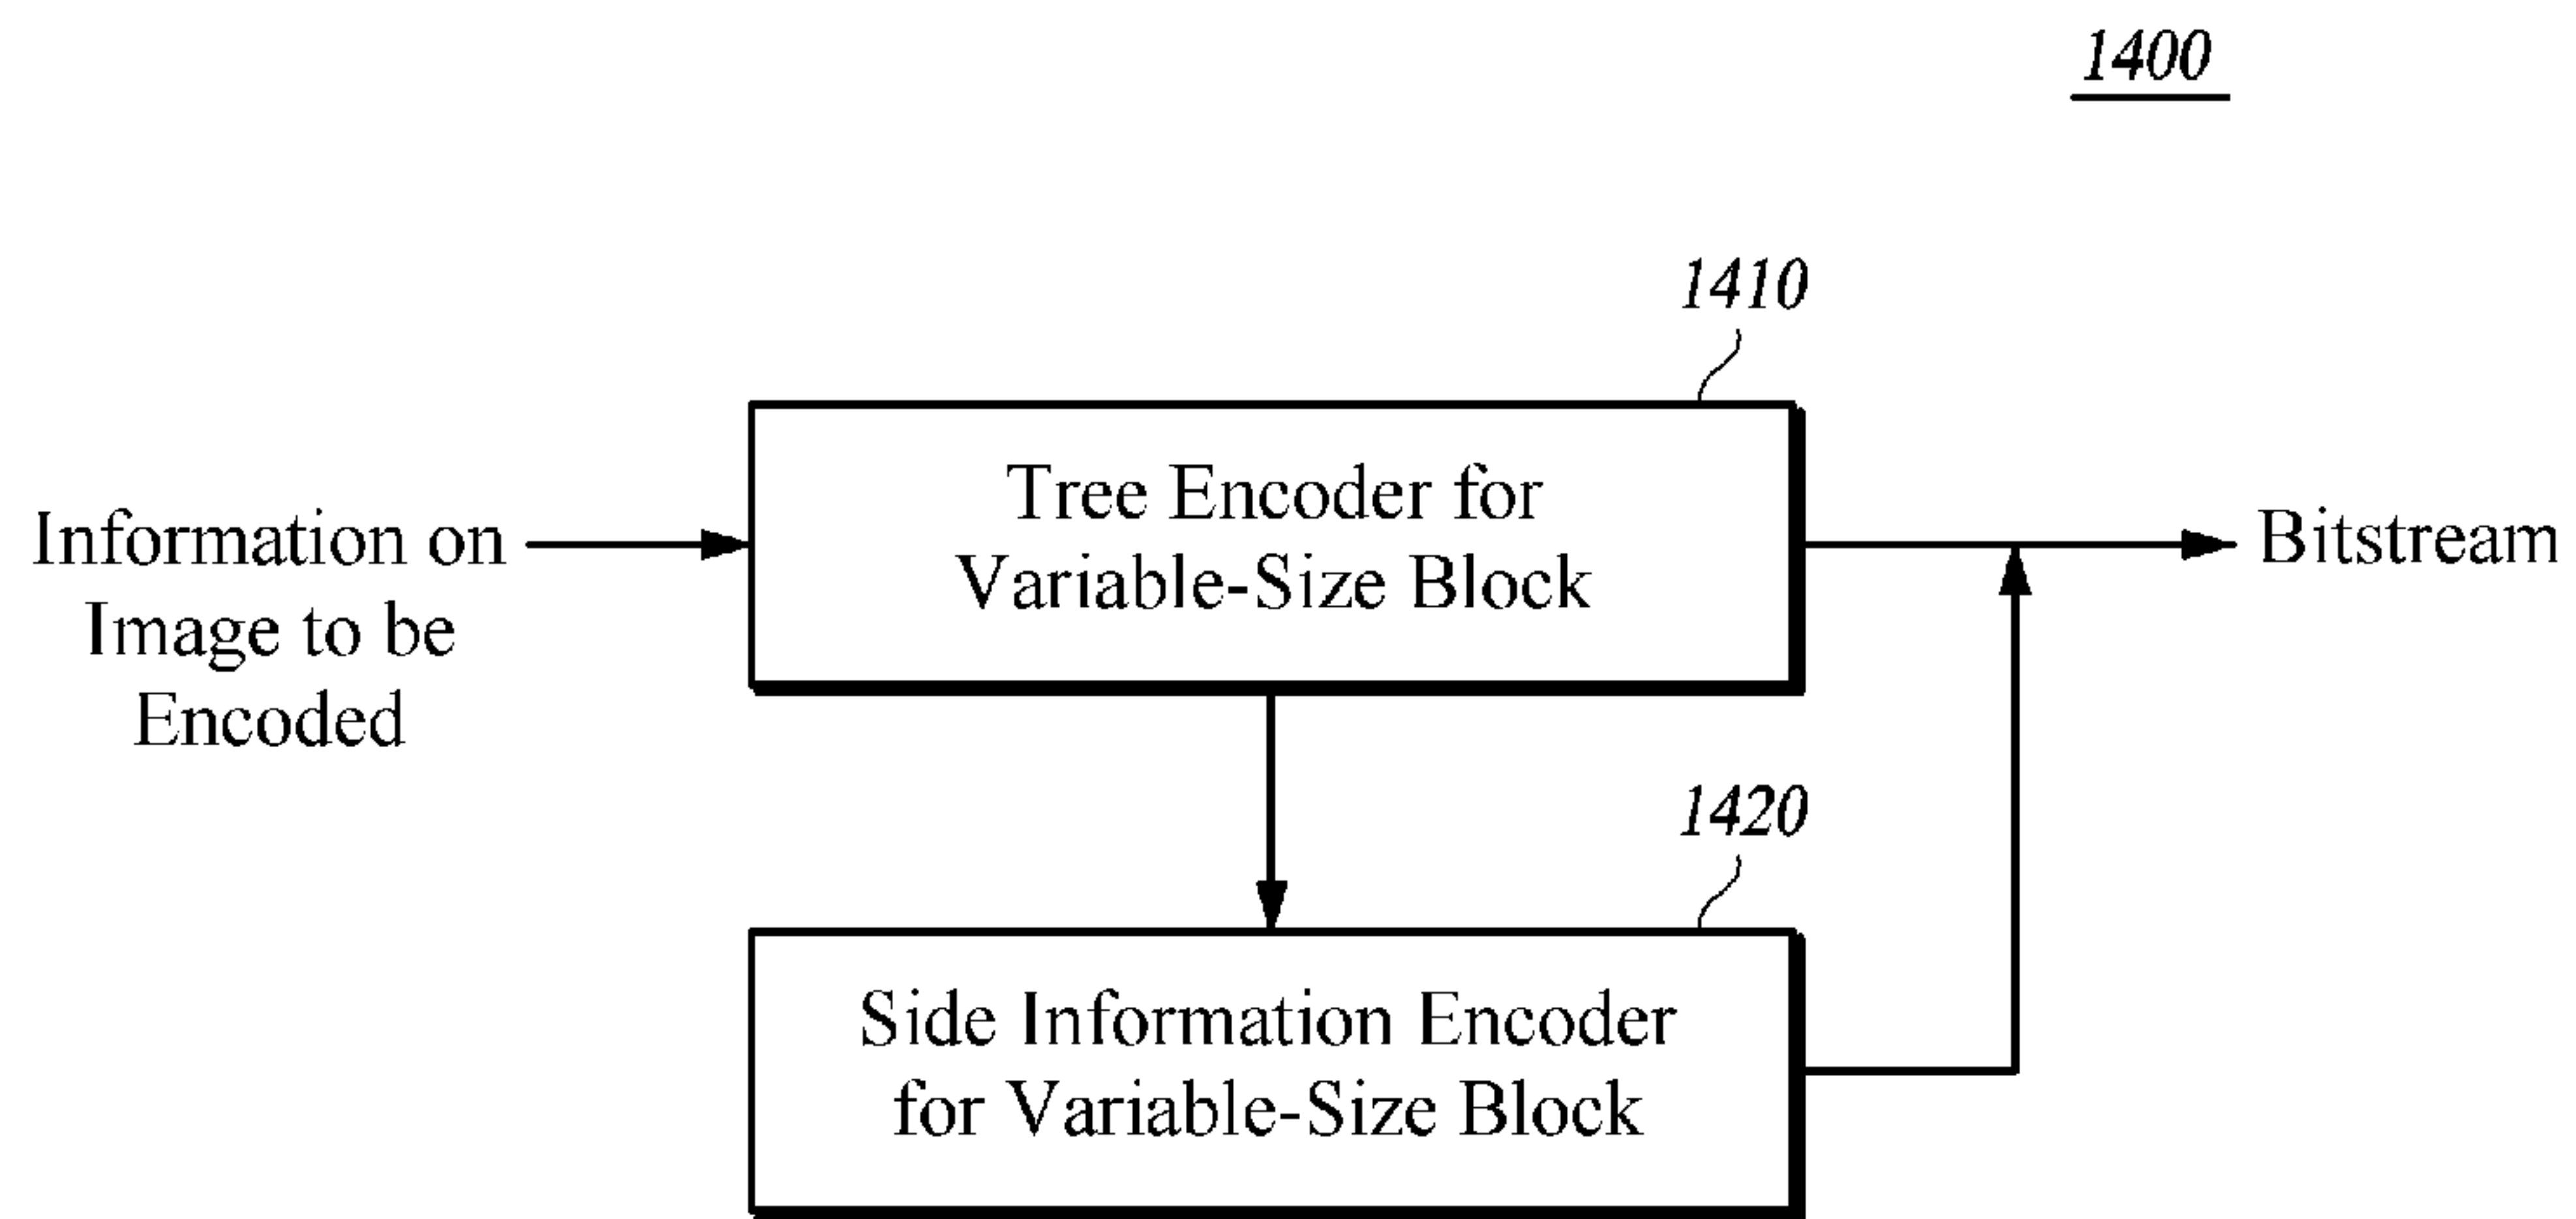 1400
1410
Tree Encoder for
Variable-Size Block
Information on
Image to be
Encoded
Bitstream
1420
Side Information Encoder
for Variable-Size Block